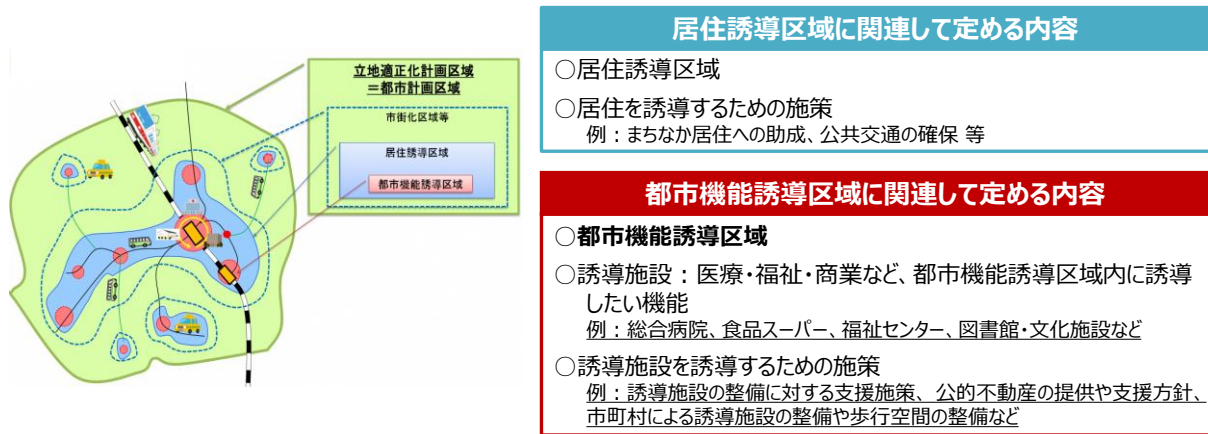 立地適正化計画区域
＝都市計画区域
市街化区域等
居住誘導区域
都市機能誘導区域
居住誘導区域に関連して定める内容
○居住誘導区域
○居住を誘導するための施策
例：まちなか居住への助成、公共交通の確保 等
都市機能誘導区域に関連して定める内容
○都市機能誘導区域
○誘導施設：医療・福祉・商業など、都市機能誘導区域内に誘導
したい機能
例：総合病院、食品スーパー、福祉センター、図書館・文化施設など
○誘導施設を誘導するための施策
例：誘導施設の整備に対する支援施策、公的不動産の提供や支援方針、
市町村による誘導施設の整備や歩行空間の整備など